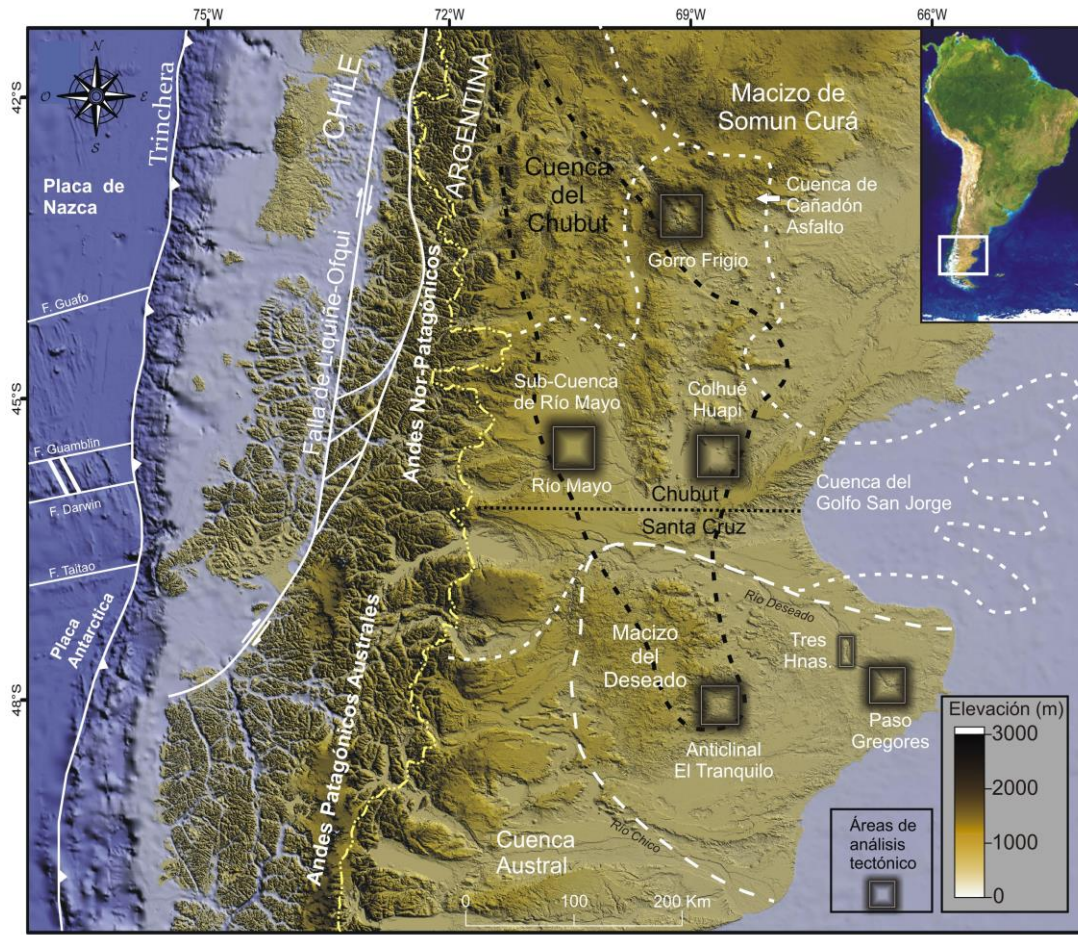 75°W
72°W
69°W
66°W
42°S
45°S
48°S
N
O
E
S
Trinchera
Placa de
Nazca
CHILE
ARGENTINA
Macizo de
Somun Curá
Cuenca
del
Chubut
Cuenca de
Cañadón
Asfalto
Gorro Frigio
F. Guafo
Falla de Liquiñe-Ofqui
Andes Nor-Patagónicos
Sub-Cuenca
de Río Mayo
Colhué
Huapi
F. Guamblin
Río Mayo
Chubut
Cuenca del
Golfo San Jorge
F. Darwin
Santa Cruz
F. Taitao
Placa
Antarctica
Río Deseado
Macizo
del
Deseado
Tres
Hnas.
Andes Patagónicos Australes
Paso
Gregores
Anticlinal
El Tranquilo
Río Chico
Cuenca
Austral
0 100 200 Km
Áreas de
análisis
tectónico
Elevación (m)
3000
2000
1000
0